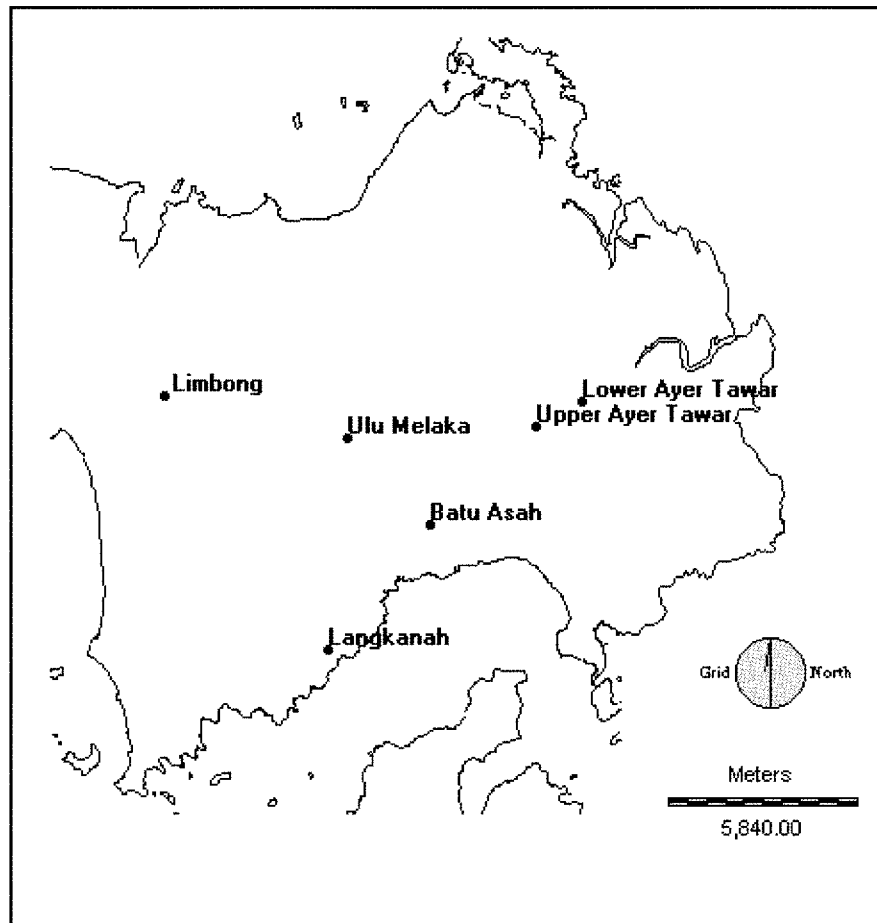 Limbong
Lower Ayer Tawar
Upper Ayer Tawar
Ulu Melaka
Batu Asah
Langkanah
Grid North
Meters
5,840.00